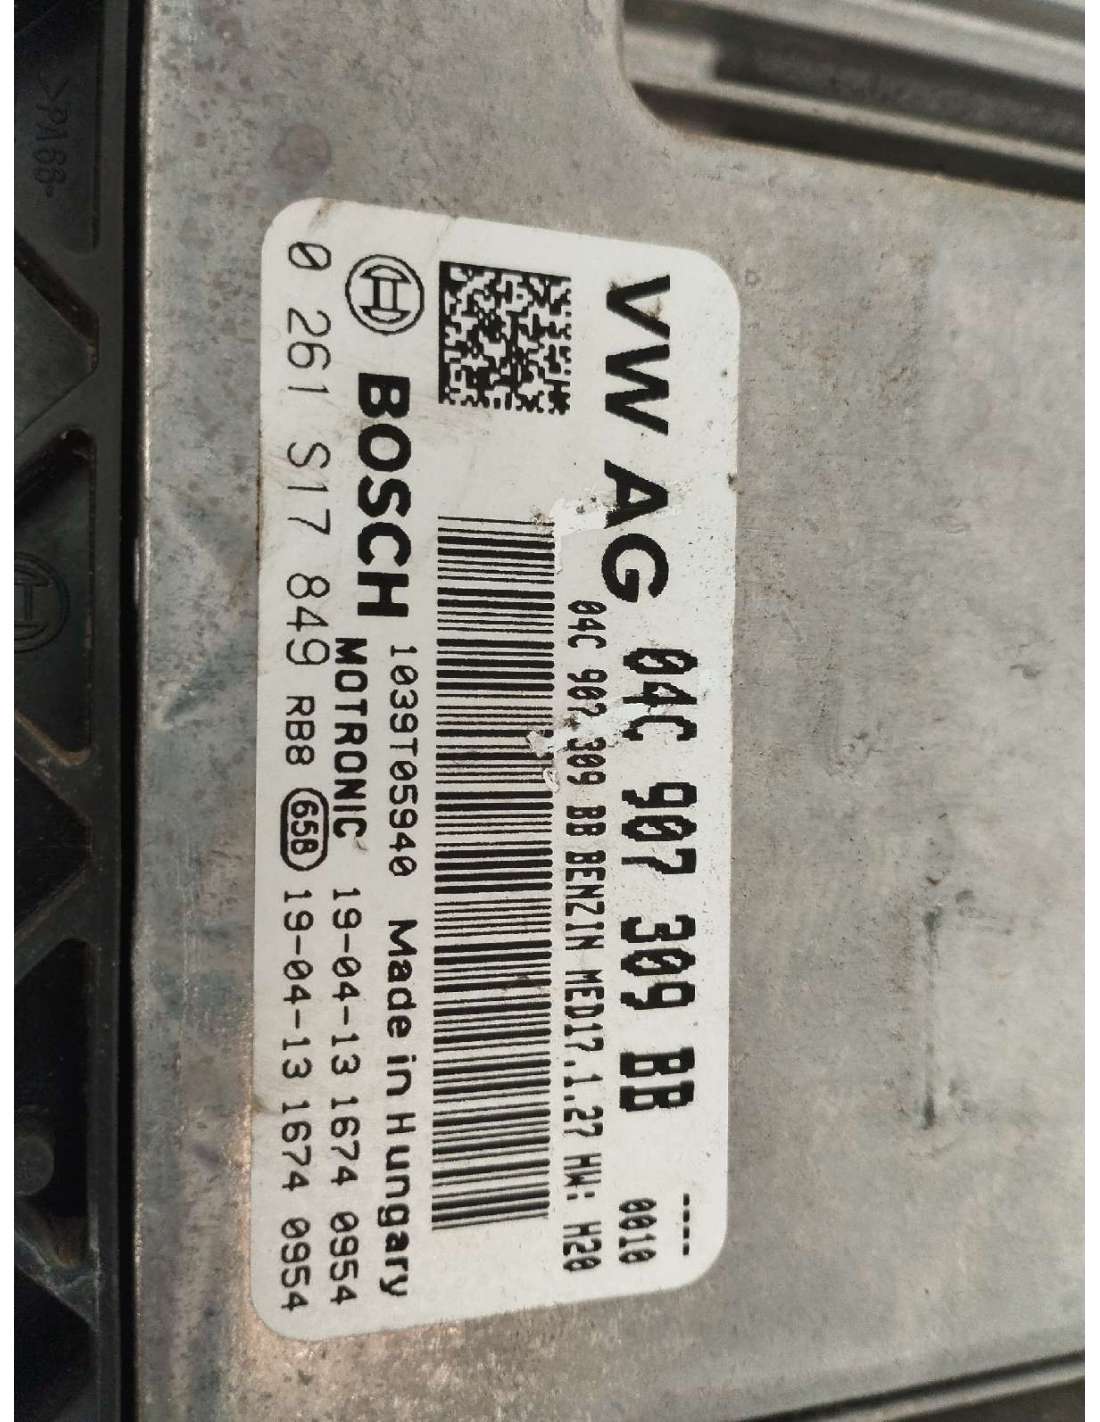 VW AG 04C 907 309 BB ----
0010
04C 907 309 BB BENZIN MED17.1.27 HW: H20
BOSCH 1039T05940 Made in Hungary
MOTRONIC 19-04-13 1674 0954
0 261 S17 849 RB8 65B 19-04-13 1674 0954
>PA66-